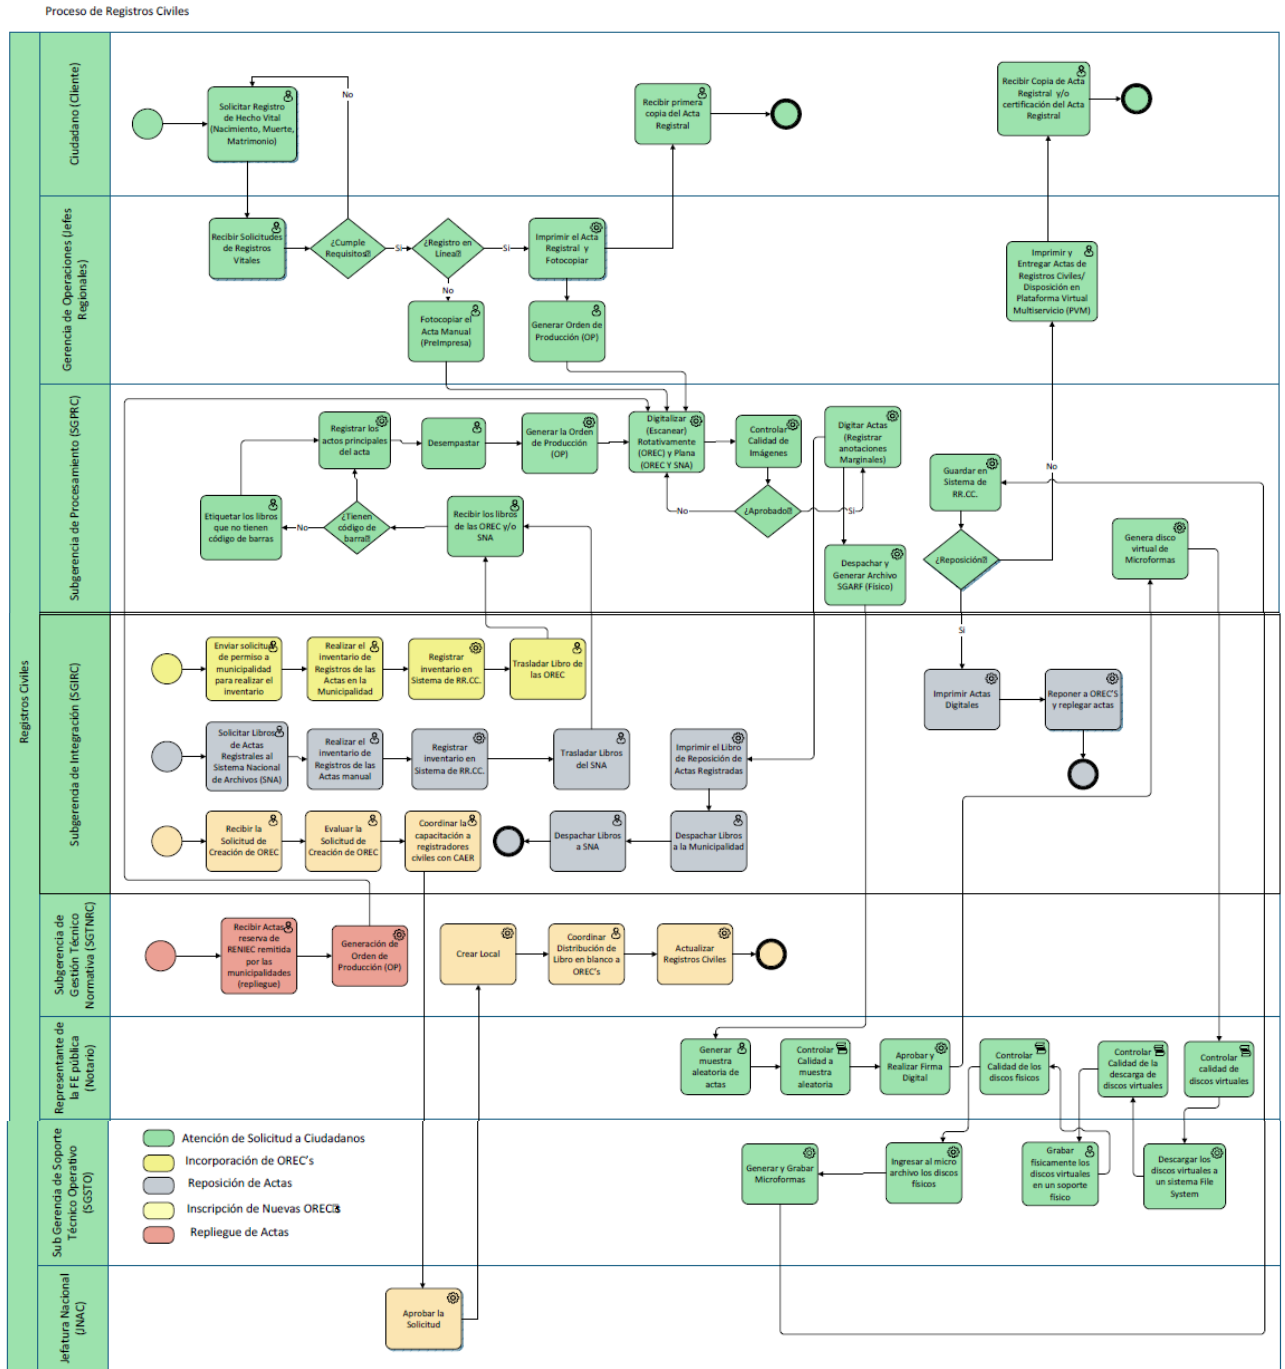 Proceso de Registros Civiles
Registros Civiles
Ciudadano (Cliente)
Solicitar Registro
de Hecho Vital
(Nacimiento, Muerte,
Matrimonio)
No
Recibir primera
copia del Acta
Registral
Recibir Copia de Acta
Registral y/o
certificación del Acta
Registral
Gerencia de Operaciones (Jefes
Regionales)
Recibir Solicitudes
de Registros
Vitales
¿Cumple
Requisitos
Si
¿Registro en
Línea
Si
No
Imprimir el Acta
Registral y
Fotocopiar
Fotocopiar el
Acta Manual
(PreImpresa)
Generar Orden de
Producción (OP)
Imprimir y
Entregar Actas de
Registros Civiles/
Disposición en
Plataforma Virtual
Multiservicio (PVM)
Subgerencia de Procesamiento (SGPRC)
Registrar los
actos principales
del acta
Desempastar
Generar la Orden
de Producción
(OP)
Digitalizar
(Escanear)
Rotativamente
(OREC) y Plana
(OREC Y SNA)
Controlar
Calidad de
Imágenes
Digitar Actas
(Registrar
anotaciones
Marginales)
Guardar en
Sistema de
RR.CC.
No
Etiquetar los libros
que no tienen
código de barras
No
¿Tienen
código de
barra
Recibir los libros
de las OREC y/o
SNA
No
¿Aprobado
Si
Despachar y
Generar Archivo
SGARF (Físico)
¿Reposición
Si
Genera disco
virtual de
Microformas
Subgerencia de Integración (SGIRC)
Enviar solicitud
de permiso a
municipalidad
para realizar el
inventario
Realizar el
inventario de
Registros de las
Actas en la
Municipalidad
Registrar
inventario en
Sistema de RR.CC.
Trasladar Libro de
las OREC
Imprimir Actas
Digitales
Reponer a OREC'S
y replegar actas
Solicitar Libros
de Actas
Registrales al
Sistema Nacional
de Archivos (SNA)
Realizar el
inventario de
Registros de las
Actas manual
Registrar
inventario en
Sistema de RR.CC.
Trasladar Libros
del SNA
Imprimir el Libro
de Reposición de
Actas Registradas
Recibir la
Solicitud de
Creación de OREC
Evaluar la
Solicitud de
Creación de OREC
Coordinar la
capacitación a
registradores
civiles con CAER
Despachar Libros
a SNA
Despachar Libros
a la Municipalidad
Subgerencia de
Gestión Técnico
Normativa (SGTNRC)
Recibir Actas
reserva de
RENIEC remitida
por las
municipalidades
(repliegue)
Generación de
Orden de
Producción (OP)
Crear Local
Coordinar
Distribución de
Libro en blanco a
OREC's
Actualizar
Registros Civiles
Representante de
la FE pública
(Notario)
Generar
muestra
aleatoria de
actas
Controlar
Calidad a
muestra
aleatoria
Aprobar y
Realizar Firma
Digital
Controlar
Calidad de los
discos físicos
Controlar
Calidad de la
descarga de
discos virtuales
Controlar
calidad de
discos virtuales
Sub Gerencia de Soporte
Técnico Operativo
(SGSTO)
Atención de Solicitud a Ciudadanos
Incorporación de OREC's
Reposición de Actas
Inscripción de Nuevas OREC s
Repliegue de Actas
Generar y Grabar
Microformas
Ingresar al micro
archivo los discos
físicos
Grabar
físicamente los
discos virtuales
en un soporte
físico
Descargar los
discos virtuales a
un sistema File
System
Jefatura Nacional
(JNAC)
Aprobar la
Solicitud